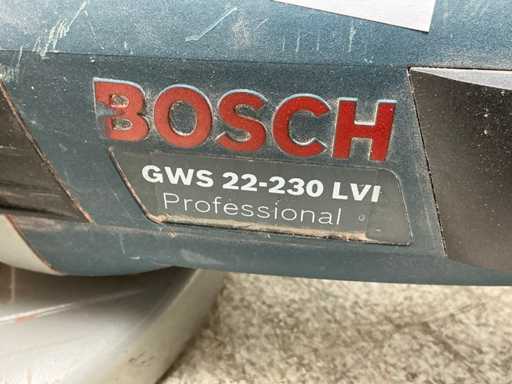 BOSCH
GWS 22-230 LVI
Professional